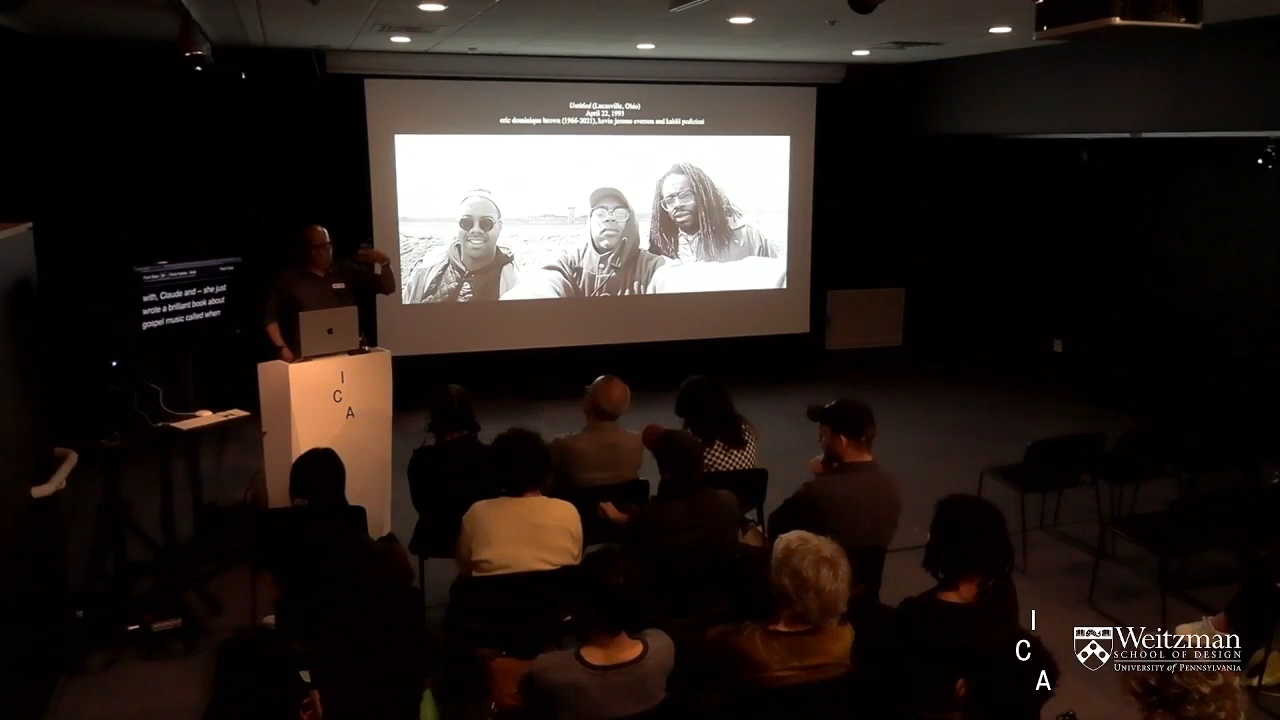 Untitled (Lucasville, Ohio)
April 22, 1993
eric dominique brown (1966-2021), kevin jerome everson and kahlil pedizisai
with, Claude and – she just
wrote a brilliant book about
gospel music called when
I
C
A
I
C
A
Weitzman
SCHOOL OF DESIGN
UNIVERSITY OF PENNSYLVANIA